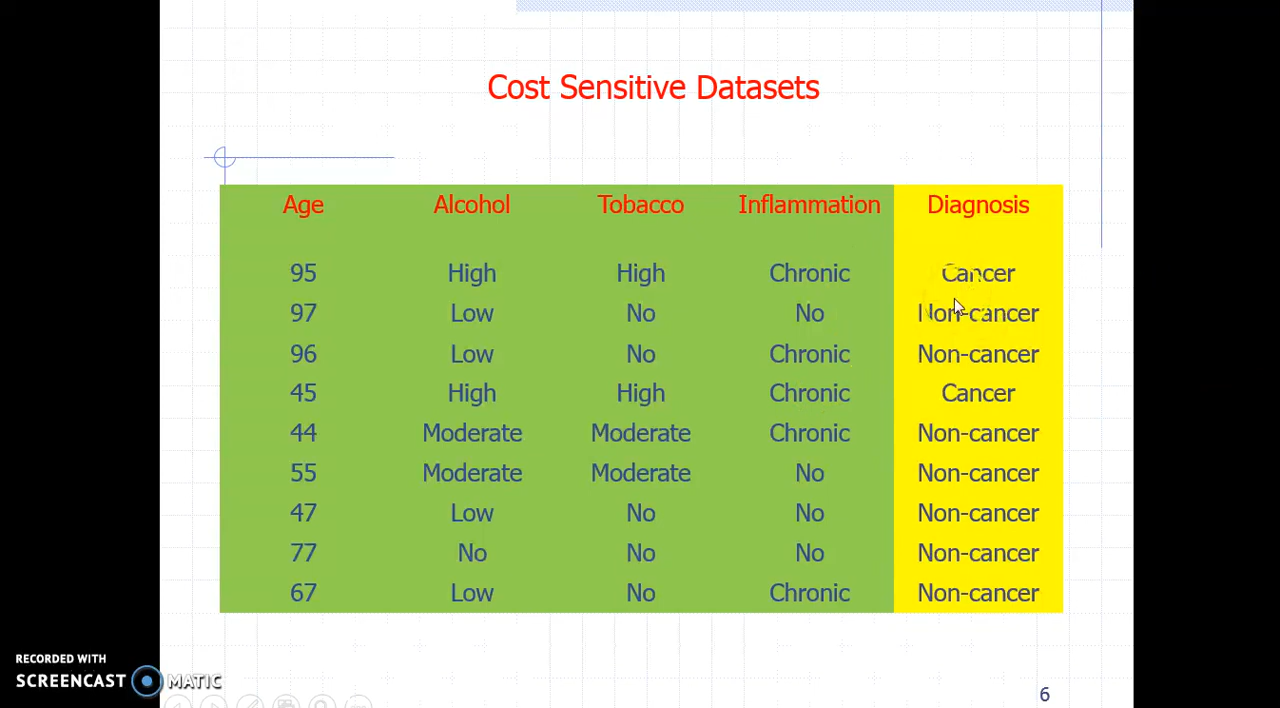 Cost Sensitive Datasets
Age Alcohol Tobacco Inflammation Diagnosis
95 High High Chronic Cancer
97 Low No No Non-cancer
96 Low No Chronic Non-cancer
45 High High Chronic Cancer
44 Moderate Moderate Chronic Non-cancer
55 Moderate Moderate No Non-cancer
47 Low No No Non-cancer
77 No No No Non-cancer
67 Low No Chronic Non-cancer
RECORDED WITH
SCREENCAST MATIC
6